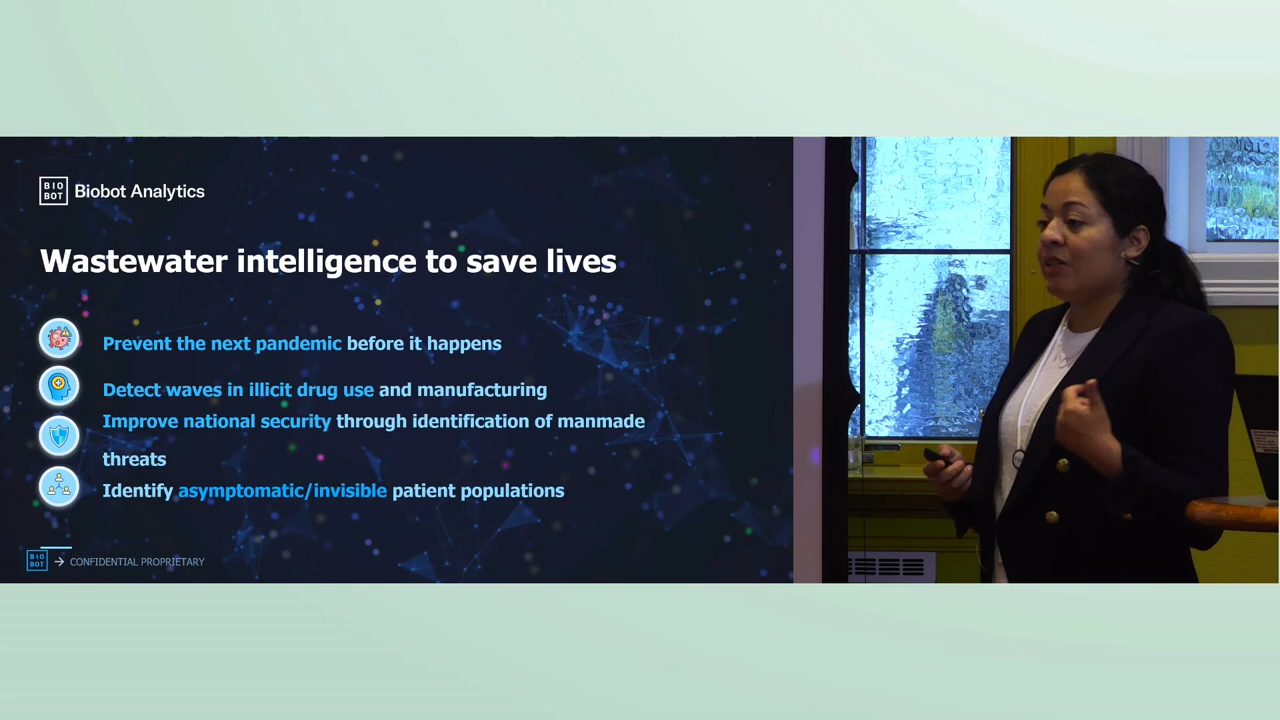 BIO
BOT
Biobot Analytics
Wastewater intelligence to save lives
Prevent the next pandemic before it happens
Detect waves in illicit drug use and manufacturing
Improve national security through identification of manmade
threats
Identify asymptomatic/invisible patient populations
BIO
BOT
→ CONFIDENTIAL PROPRIETARY